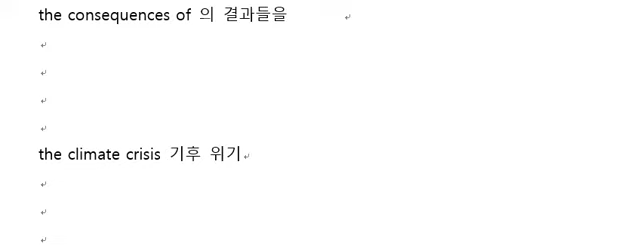 the consequences of 의 결과들을
the climate crisis 기후 위기